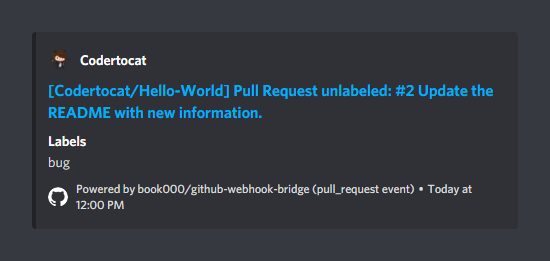 Codertocat
[Codertocat/Hello-World] Pull Request unlabeled: #2 Update the
README with new information.
Labels
bug
Powered by book000/github-webhook-bridge (pull_request event) • Today at
12:00 PM